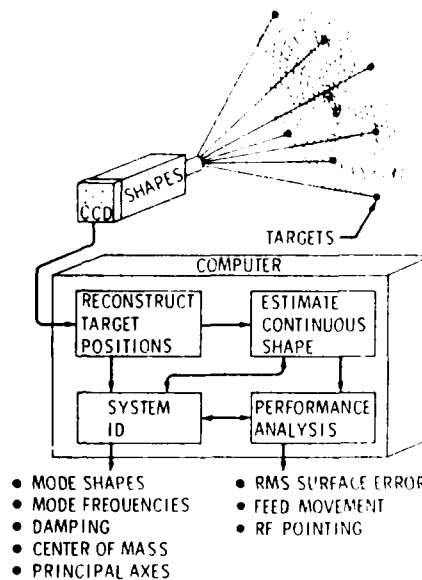 CCD
SHAPES
TARGETS
COMPUTER
RECONSTRUCT
TARGET
POSITIONS
ESTIMATE
CONTINUOUS
SHAPE
SYSTEM
ID
PERFORMANCE
ANALYSIS
● MODE SHAPES
● MODE FREQUENCIES
● DAMPING
● CENTER OF MASS
● PRINCIPAL AXES
● RMS SURFACE ERROR
● FEED MOVEMENT
● RF POINTING